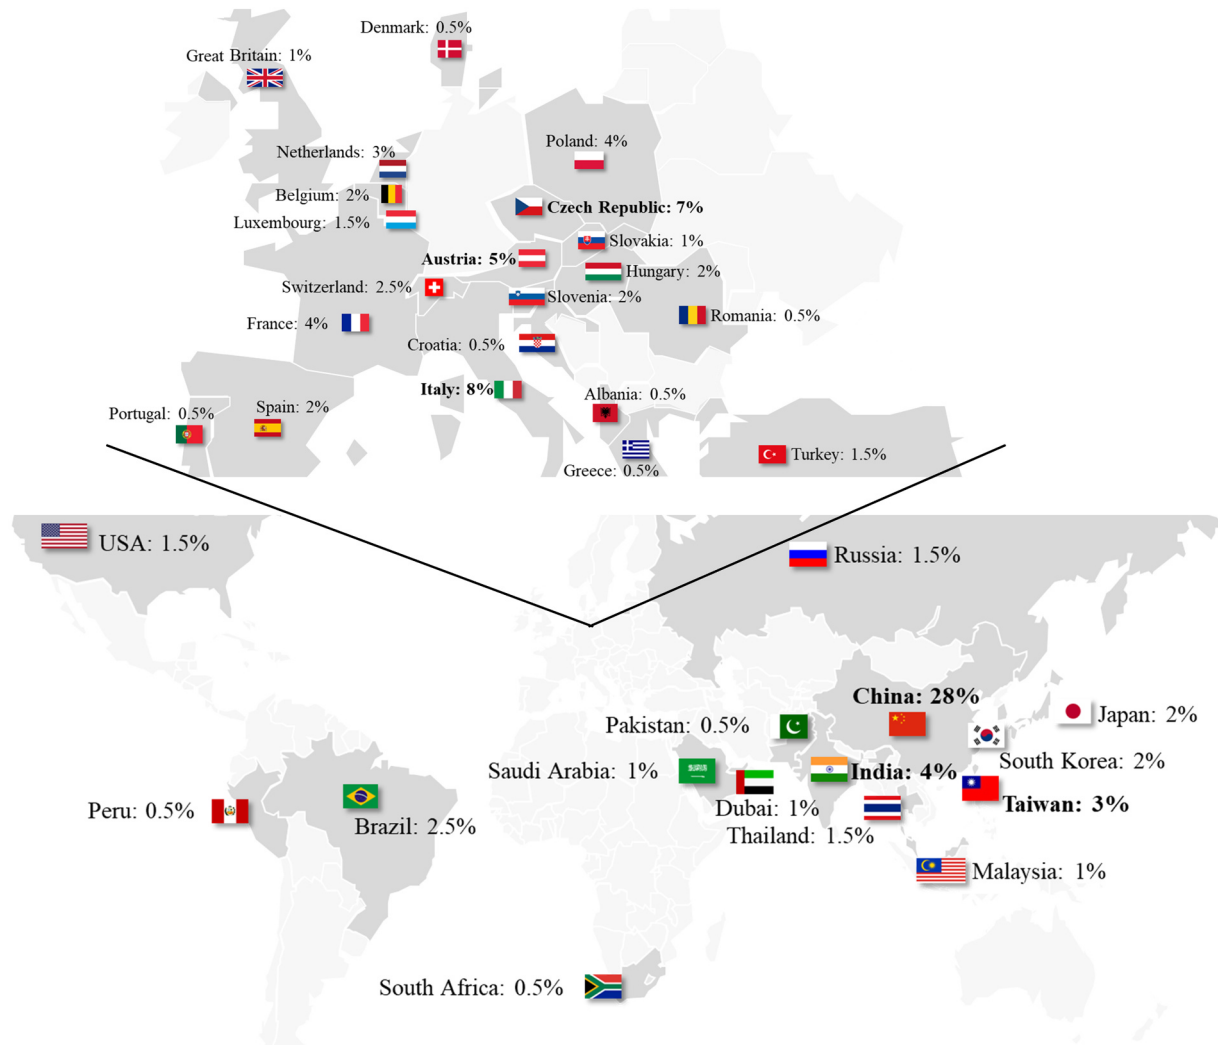 Denmark: 0.5%
Great Britain: 1%
Poland: 4%
Netherlands: 3%
Belgium: 2%
Czech Republic: 7%
Luxembourg: 1.5%
Slovakia: 1%
Austria: 5%
Hungary: 2%
Switzerland: 2.5%
Slovenia: 2%
Romania: 0.5%
France: 4%
Croatia: 0.5%
Italy: 8%
Albania: 0.5%
Spain: 2%
Portugal: 0.5%
Turkey: 1.5%
Greece: 0.5%
USA: 1.5%
Russia: 1.5%
China: 28%
Japan: 2%
Pakistan: 0.5%
South Korea: 2%
Saudi Arabia: 1%
India: 4%
Taiwan: 3%
Dubai: 1%
Peru: 0.5%
Brazil: 2.5%
Thailand: 1.5%
Malaysia: 1%
South Africa: 0.5%